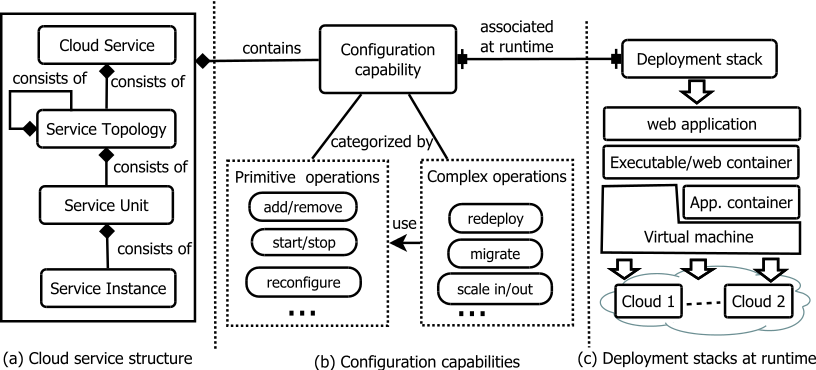 Cloud Service
consists of
consists of
Service Topology
consists of
Service Unit
consists of
Service Instance
(a) Cloud service structure
contains
Configuration
capability
categorized by
Primitive operations
add/remove
start/stop
reconfigure
...
use
Complex operations
redeploy
migrate
scale in/out
...
(b) Configuration capabilities
associated
at runtime
Deployment stack
web application
Executable/web container
App. container
Virtual machine
Cloud 1
Cloud 2
(c) Deployment stacks at runtime